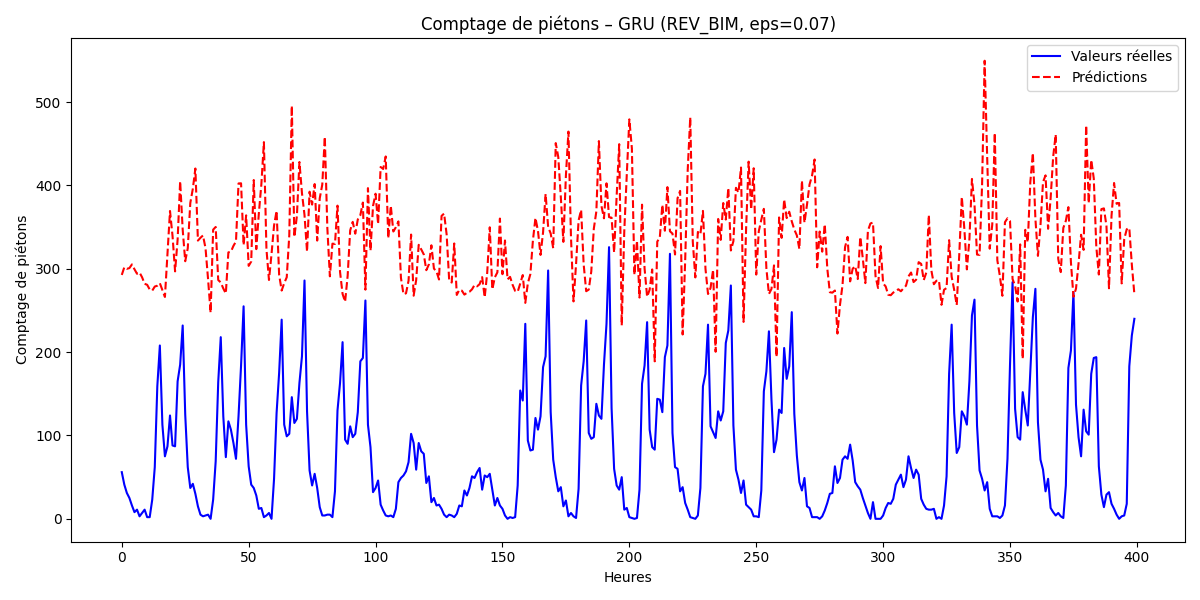 Comptage de piétons – GRU (REV_BIM, eps=0.07)
Valeurs réelles
Prédictions
Comptage de piétons
500
400
300
200
100
0
0 50 100 150 200 250 300 350 400
Heures